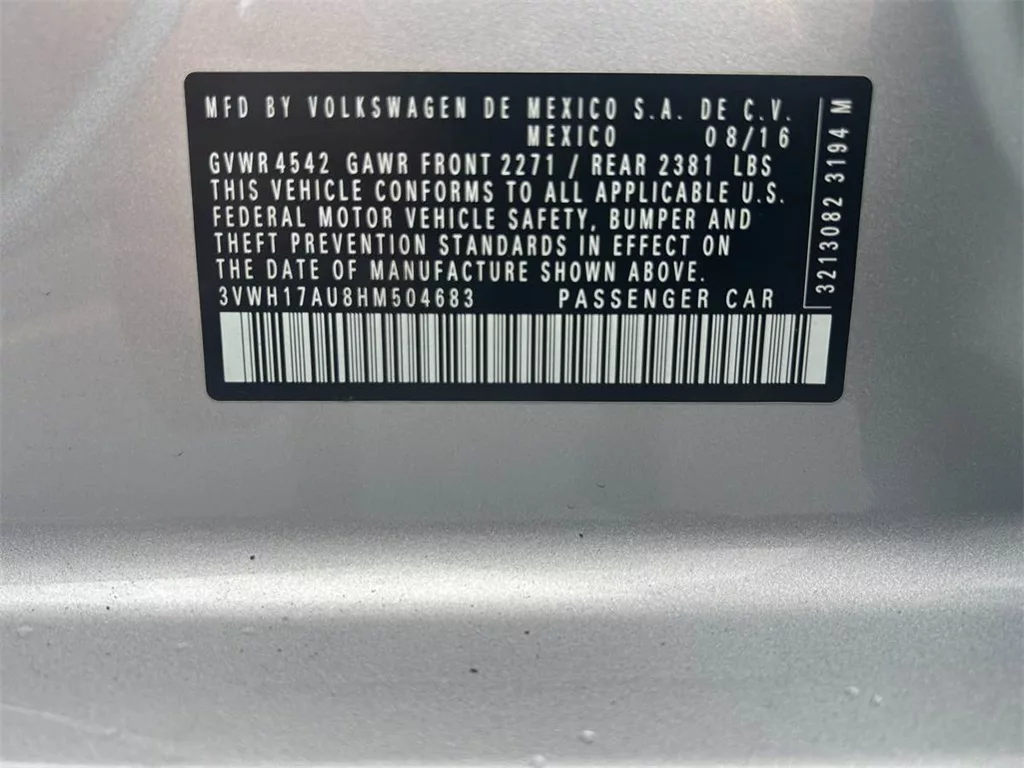 MFD BY VOLKSWAGEN DE MEXICO S.A. DE C.V.
MEXICO 08/16
GVWR 4542 GAWR FRONT 2271 / REAR 2381 LBS
THIS VEHICLE CONFORMS TO ALL APPLICABLE U.S.
FEDERAL MOTOR VEHICLE SAFETY, BUMPER AND
THEFT PREVENTION STANDARDS IN EFFECT ON
THE DATE OF MANUFACTURE SHOWN ABOVE.
3VWH17AU8HM504683 PASSENGER CAR
3213082 3194 M